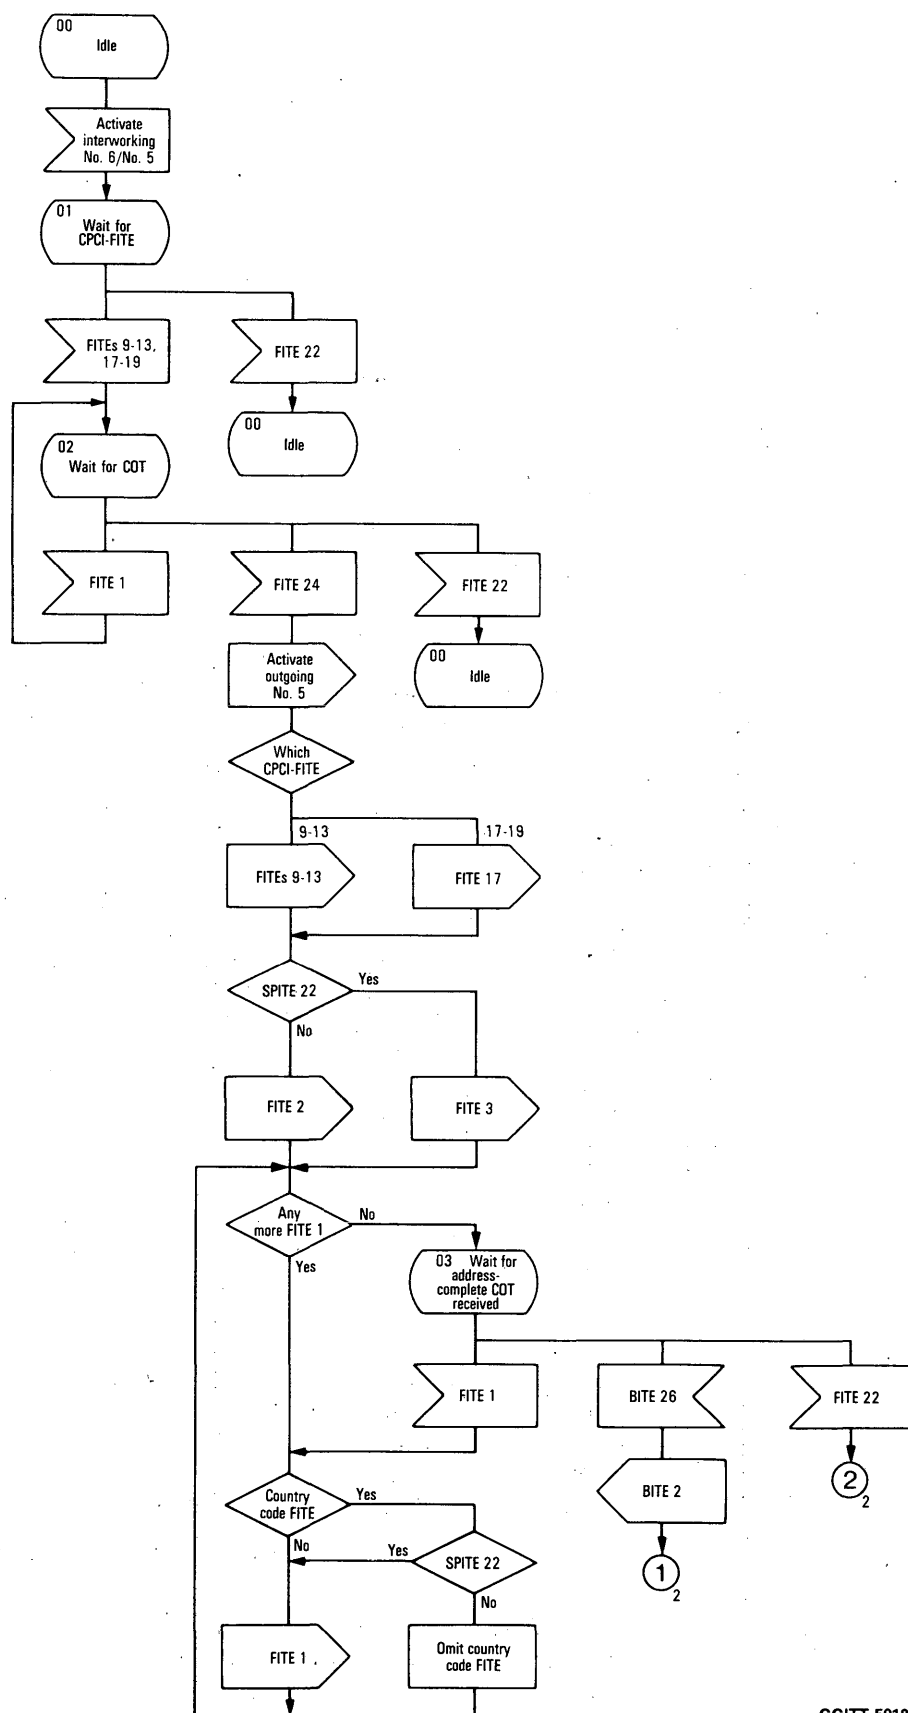 00
Idle
Activate
interworking
No. 6/No. 5
01
Wait for
CPCI-FITE
FITEs 9-13,
17-19
FITE 22
00
Idle
02
Wait for COT
FITE 1
FITE 24
FITE 22
Activate
outgoing
No. 5
00
Idle
Which
CPCI-FITE
9-13
17-19
FITEs 9-13
FITE 17
SPITE 22
Yes
No
FITE 2
FITE 3
Any
more FITE 1
No
Yes
03 Wait for
address-
complete COT
received
FITE 1
BITE 26
FITE 22
BITE 2
2
2
1
2
Country
code FITE
Yes
No
Yes
SPITE 22
No
FITE 1
Omit country
code FITE